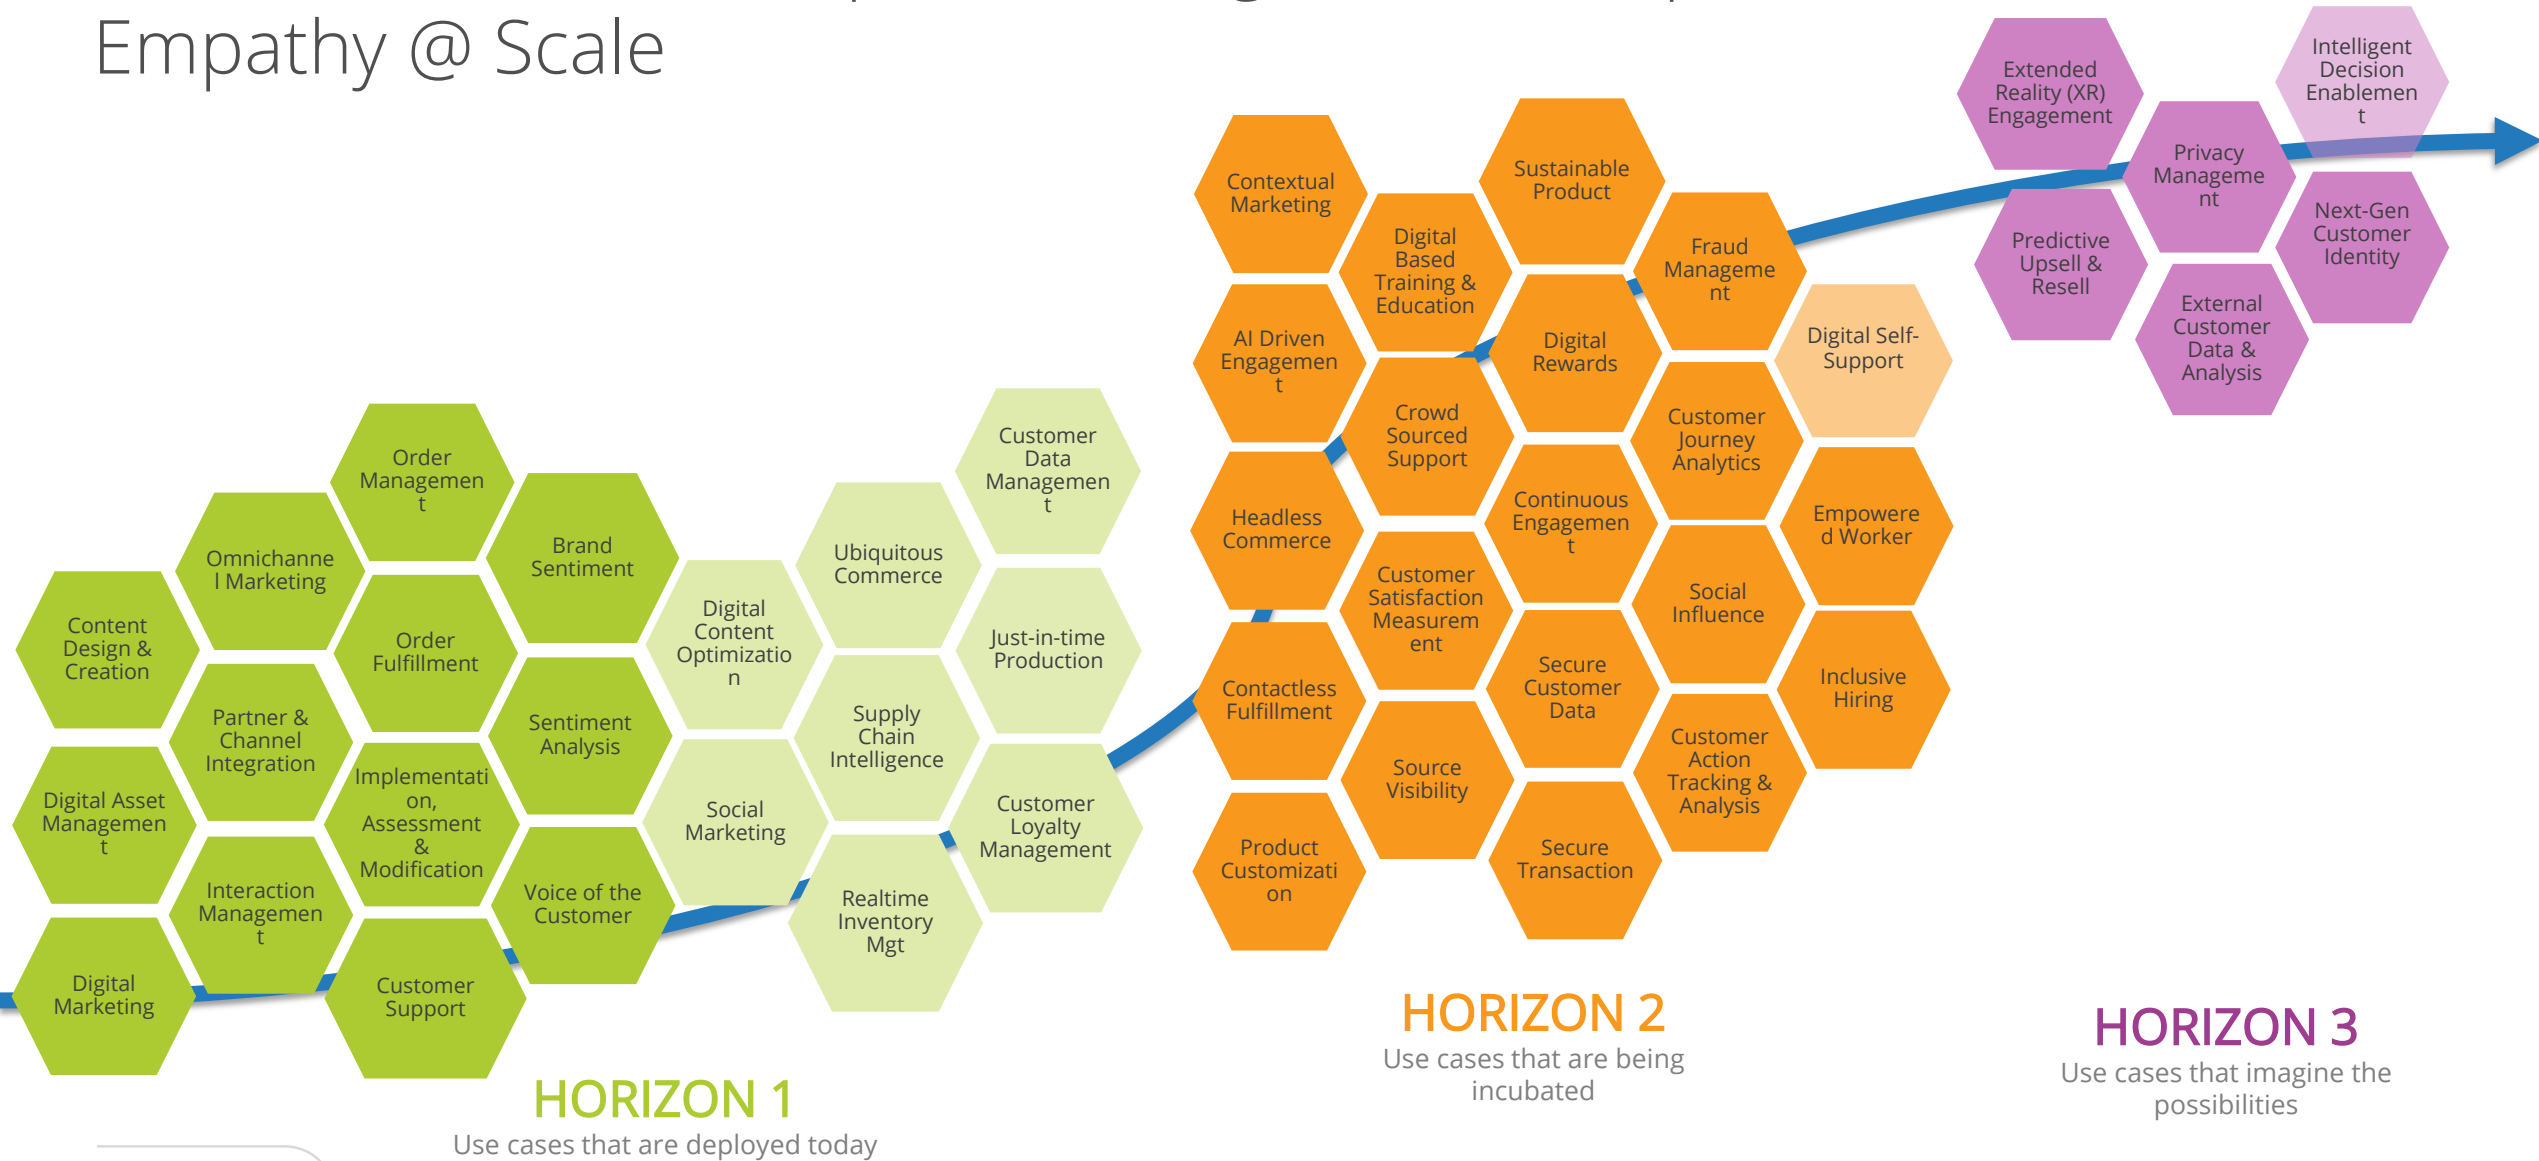 Empathy @ Scale
Content
Design &
Creation
Digital Asset
Managemen
t
Digital
Marketing
Omnichanne
l Marketing
Partner &
Channel
Integration
Interaction
Managemen
t
Order
Managemen
t
Order
Fulfillment
Implementati
on,
Assessment
&
Modification
Customer
Support
Brand
Sentiment
Sentiment
Analysis
Voice of the
Customer
Digital
Content
Optimizatio
n
Social
Marketing
Ubiquitous
Commerce
Supply
Chain
Intelligence
Realtime
Inventory
Mgt
Customer
Data
Managemen
t
Just-in-time
Production
Customer
Loyalty
Management
HORIZON 1
Use cases that are deployed today
Contextual
Marketing
AI Driven
Engagemen
t
Headless
Commerce
Contactless
Fulfillment
Product
Customizati
on
Digital
Based
Training &
Education
Crowd
Sourced
Support
Customer
Satisfaction
Measurem
ent
Source
Visibility
Sustainable
Product
Digital
Rewards
Continuous
Engagemen
t
Secure
Customer
Data
Secure
Transaction
Fraud
Manageme
nt
Customer
Journey
Analytics
Social
Influence
Customer
Action
Tracking &
Analysis
Digital Self-
Support
Empowere
d Worker
Inclusive
Hiring
HORIZON 2
Use cases that are being
incubated
Extended
Reality (XR)
Engagement
Predictive
Upsell &
Resell
Privacy
Manageme
nt
External
Customer
Data &
Analysis
Intelligent
Decision
Enablemen
t
Next-Gen
Customer
Identity
HORIZON 3
Use cases that imagine the
possibilities